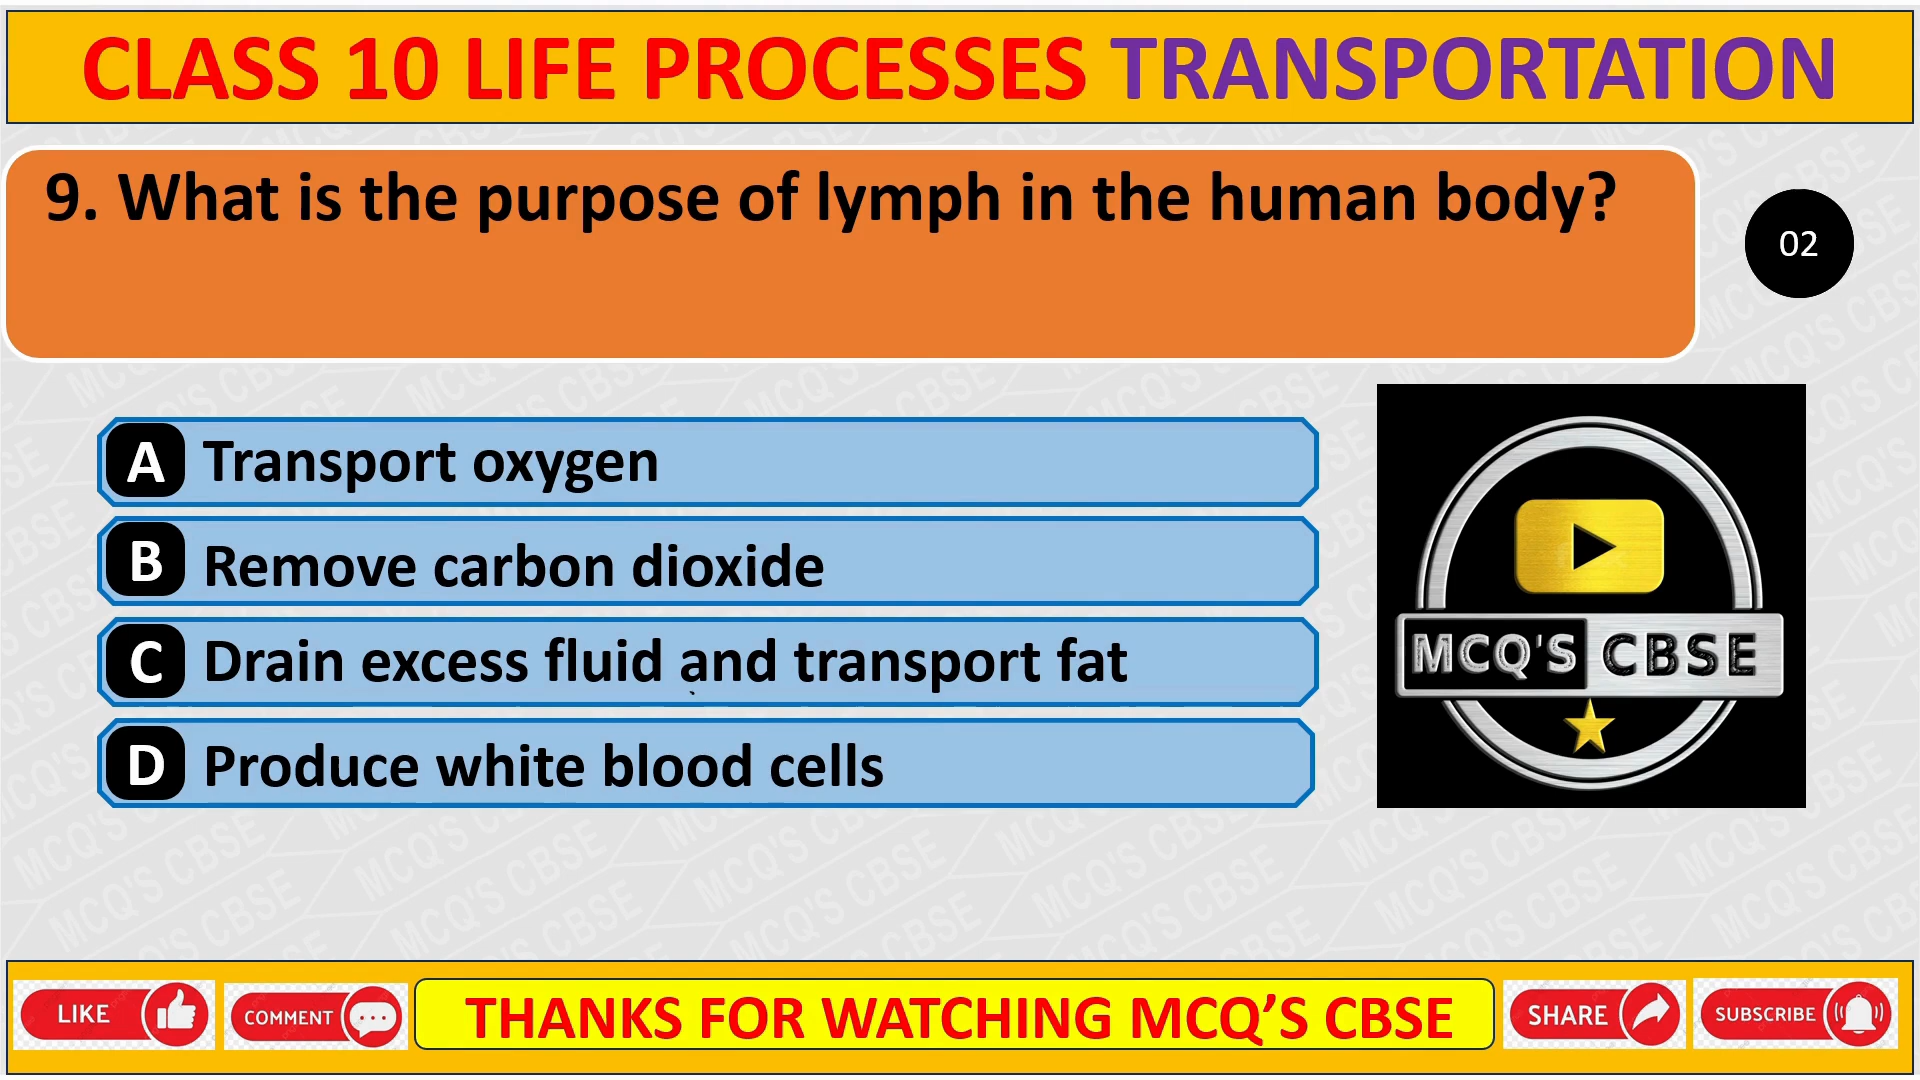 CLASS 10 LIFE PROCESSES TRANSPORTATION
9. What is the purpose of lymph in the human body?
02
A Transport oxygen
B Remove carbon dioxide
C Drain excess fluid and transport fat
D Produce white blood cells
MCQ'S CBSE
LIKE
COMMENT
THANKS FOR WATCHING MCQ’S CBSE
SHARE
SUBSCRIBE